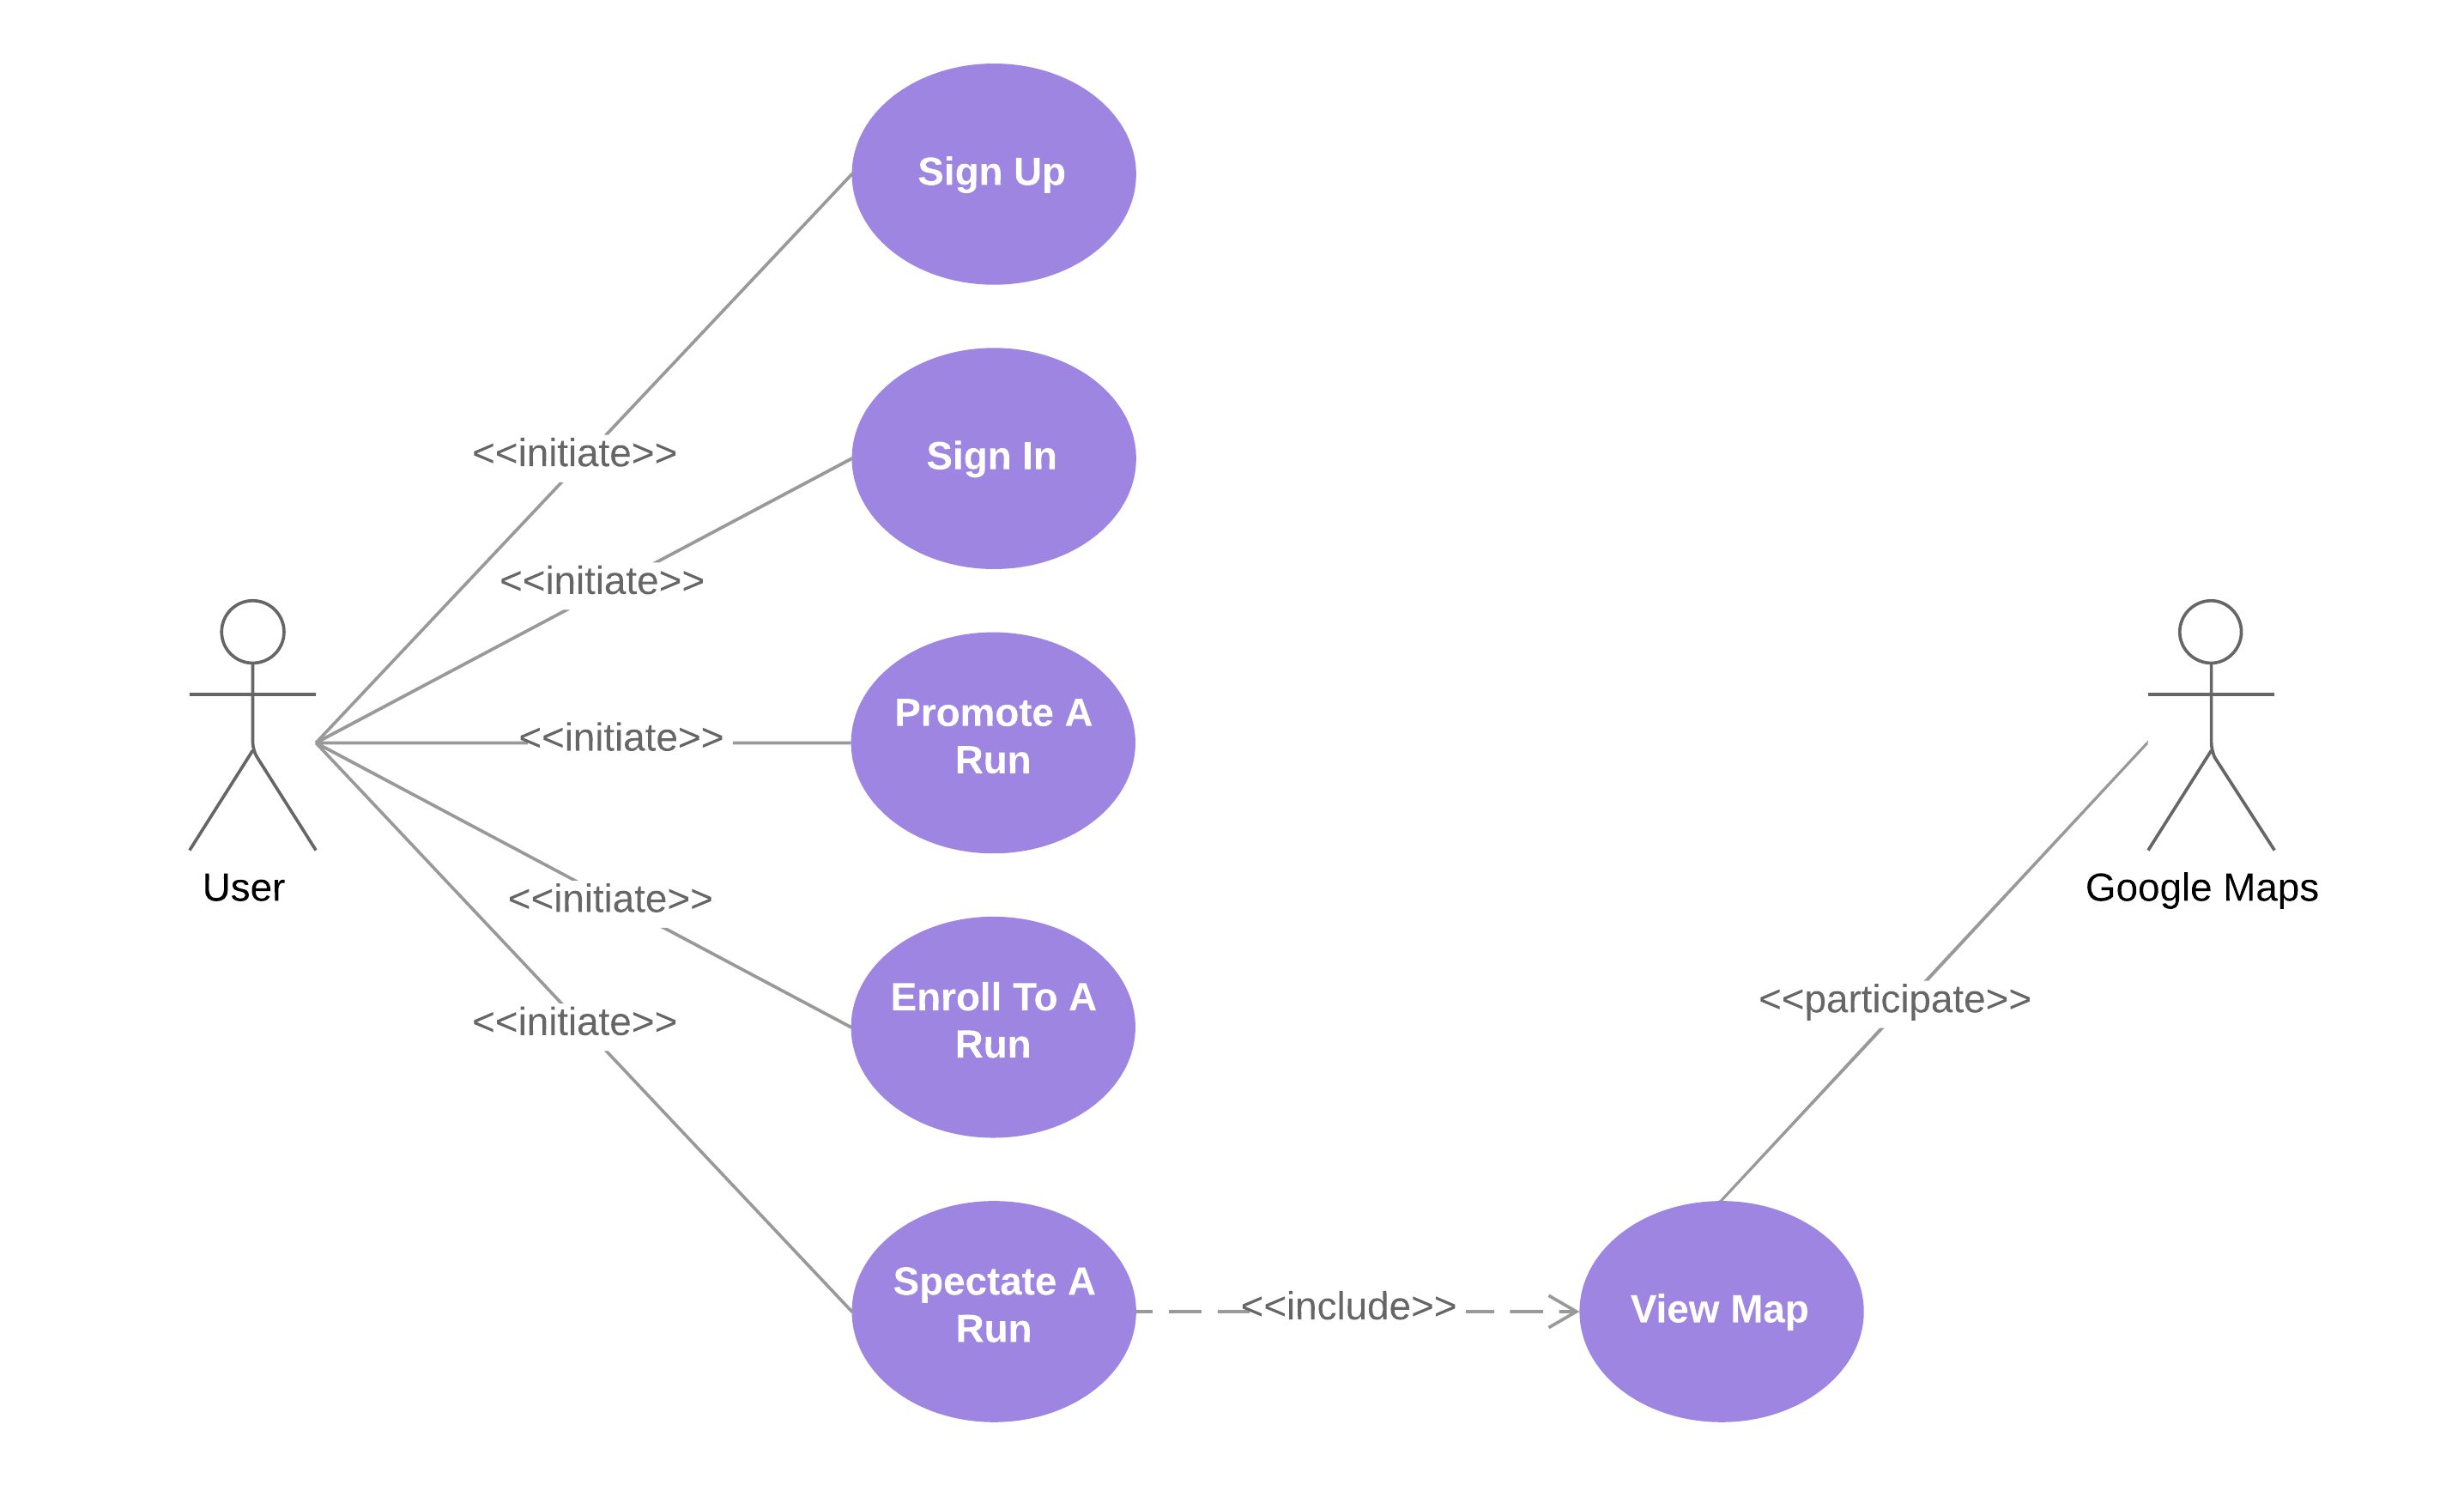 Sign Up
<<initiate>>
Sign In
<<initiate>>
Promote A
Run
<<initiate>>
User
Google Maps
<<initiate>>
Enroll To A
Run
<<participate>>
<<initiate>>
Spectate A
Run
<<include>>
View Map